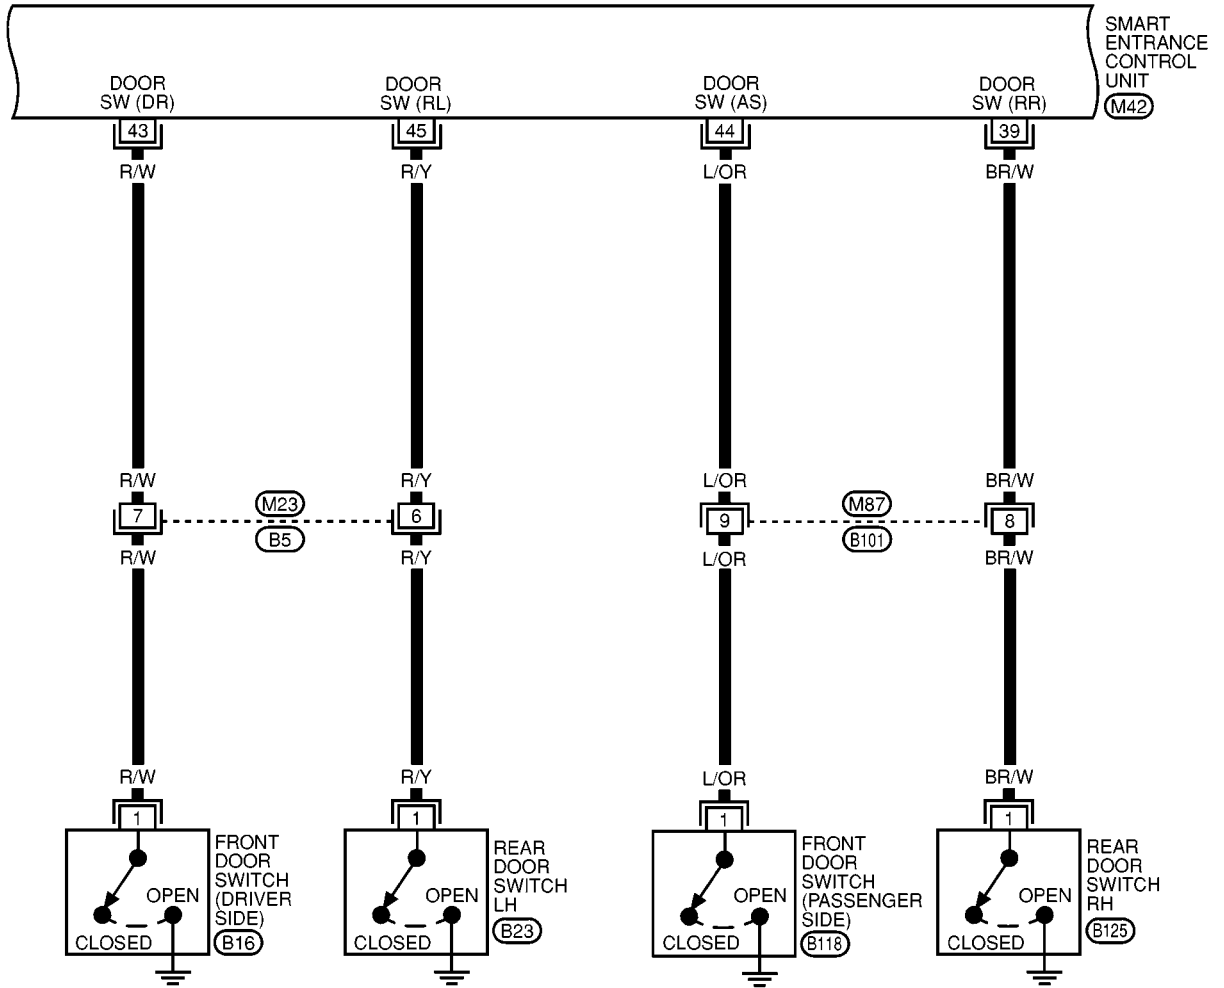 SMART
ENTRANCE
CONTROL
UNIT
M42
DOOR
SW (DR)
DOOR
SW (RL)
DOOR
SW (AS)
DOOR
SW (RR)
43
45
44
39
R/W
R/Y
L/OR
BR/W
R/W
R/Y
L/OR
BR/W
7
M23
B5
6
9
M87
B101
8
R/W
R/Y
L/OR
BR/W
R/W
R/Y
L/OR
BR/W
1
1
1
1
OPEN
CLOSED
FRONT
DOOR
SWITCH
(DRIVER
SIDE)
B16
OPEN
CLOSED
REAR
DOOR
SWITCH
LH
B23
OPEN
CLOSED
FRONT
DOOR
SWITCH
(PASSENGER
SIDE)
B118
OPEN
CLOSED
REAR
DOOR
SWITCH
RH
B125